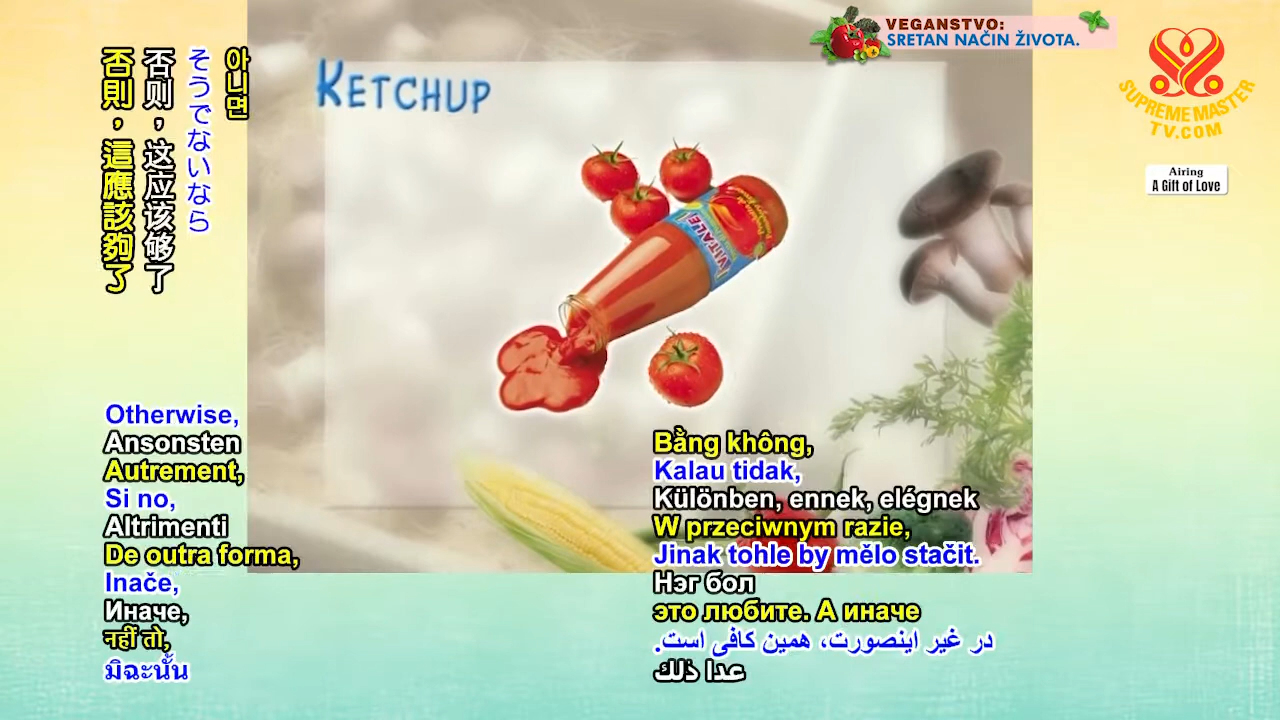 VEGANSTVO:
SRETAN NAČIN ŽIVOTA.
SUPREME MASTER
TV.COM
Airing
A Gift of Love
KETCHUP
아니면
そうでないなら
否则，这应该够了
否則，這應該夠了
Otherwise,
Ansonsten
Autrement,
Si no,
Altrimenti
De outra forma,
Inače,
Иначе,
नहीं तो,
มิฉะนั้น
Bằng không,
Kalau tidak,
Különben, ennek, elégnek
W przeciwnym razie,
Jinak tohle by mělo stačit.
Нэг бол
это любите. А иначе
در غیر اینصورت، همین کافی است.
عدا ذلك